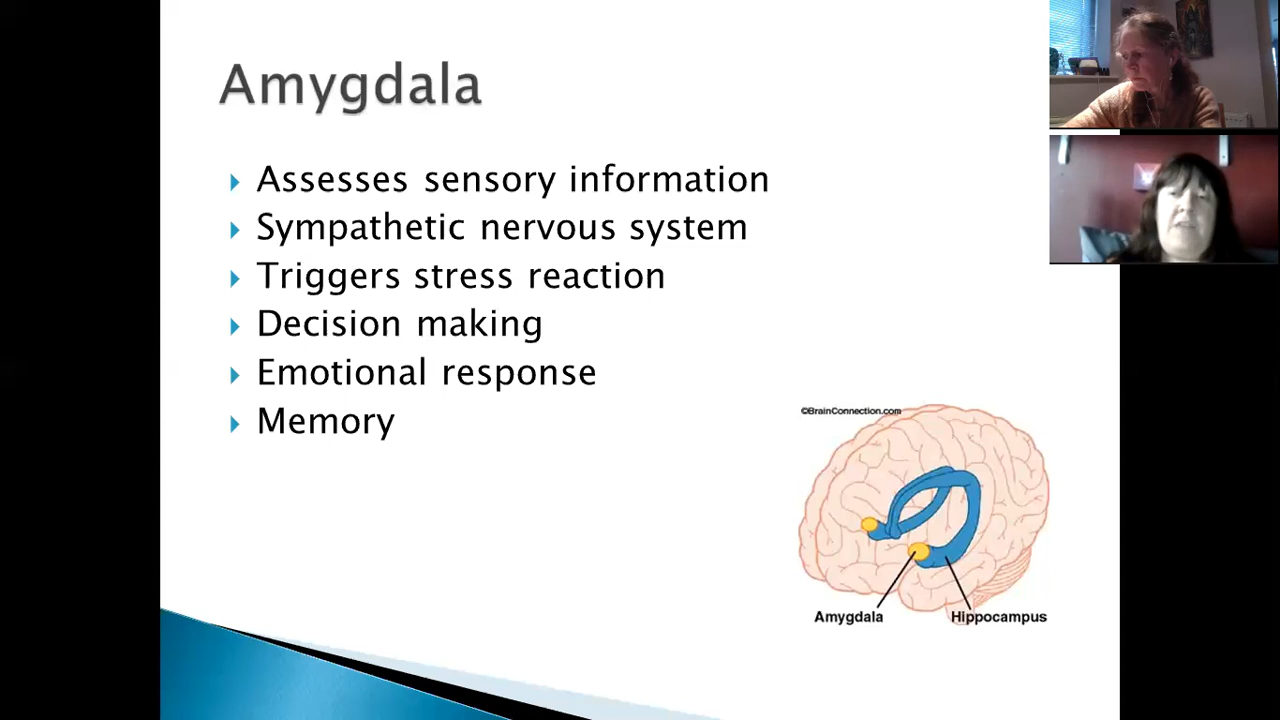 Amygdala
Assesses sensory information
Sympathetic nervous system
Triggers stress reaction
Decision making
Emotional response
Memory
©BrainConnection.com
Amygdala
Hippocampus